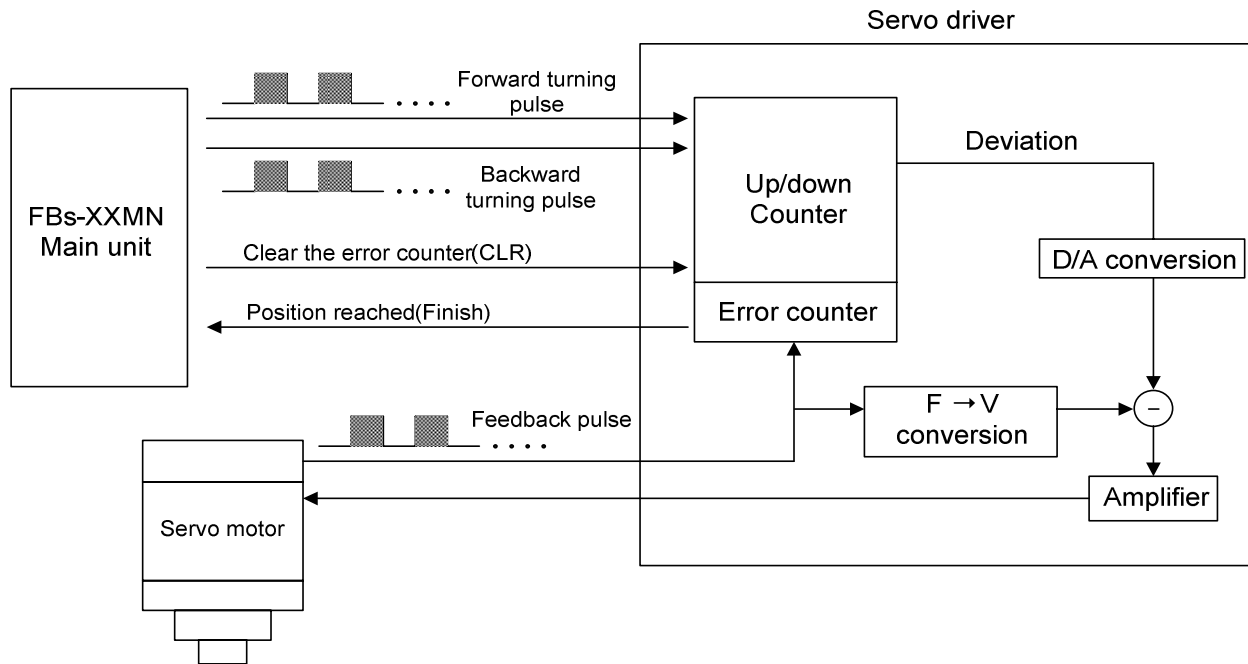 Servo driver
Forward turning
pulse
Deviation
Backward
turning pulse
Up/down
Counter
FBs-XXMN
Main unit
Clear the error counter(CLR)
D/A conversion
Position reached(Finish)
Error counter
F → V
conversion
−
Feedback pulse
Amplifier
Servo motor